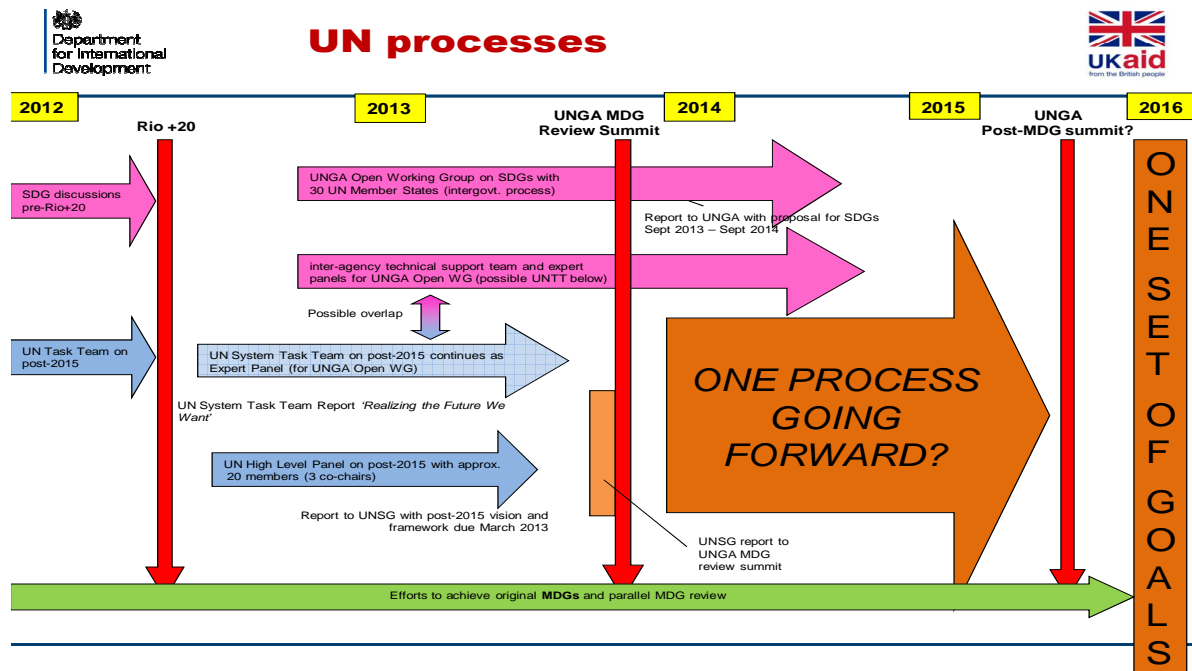 Department
for International
Development
UN processes
UKaid
from the British people
2012
2013
2014
2015
2016
Rio +20
UNGA MDG
Review Summit
UNGA
Post-MDG summit?
SDG discussions
pre-Rio+20
UNGA Open Working Group on SDGs with
30 UN Member States (intergovt. process)
Report to UNGA with proposal for SDGs
Sept 2013 – Sept 2014
inter-agency technical support team and expert
panels for UNGA Open WG (possible UNTT below)
Possible overlap
UN Task Team on
post-2015
UN System Task Team on post-2015 continues as
Expert Panel (for UNGA Open WG)
UN System Task Team Report ‘Realizing the Future We
Want’
UN High Level Panel on post-2015 with approx.
20 members (3 co-chairs)
Report to UNSG with post-2015 vision and
framework due March 2013
UNSG report to
UNGA MDG
review summit
ONE PROCESS
GOING
FORWARD?
ONE SET OF GOALS
Efforts to achieve original MDGs and parallel MDG review